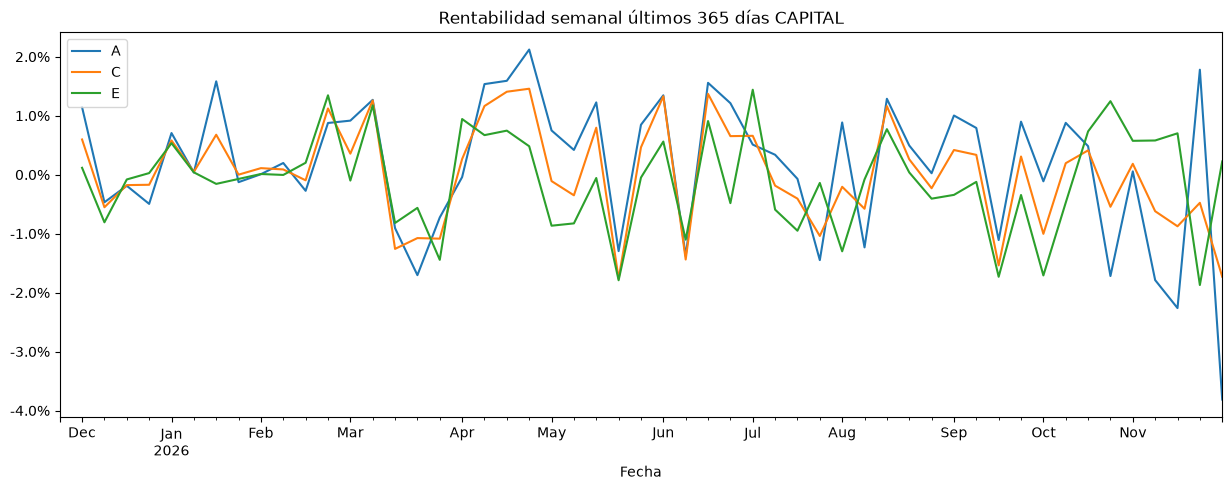 Rentabilidad semanal últimos 365 días CAPITAL
A
C
E
2.0%
1.0%
0.0%
-1.0%
-2.0%
-3.0%
-4.0%
Dec Jan Feb Mar Apr May Jun Jul Aug Sep Oct Nov
2026
Fecha